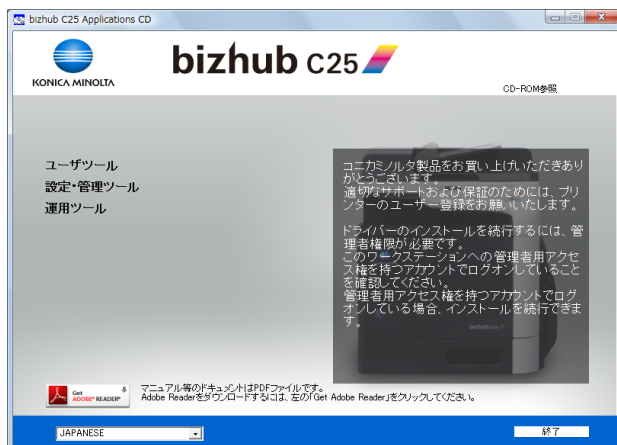 bizhub C25 Applications CD
KONICA MINOLTA
bizhub C25
CD-ROM参照
ユーザツール
設定・管理ツール
運用ツール
コニカミノルタ製品をお買い上げいただきあり
がとうございます。
適切なサポートおよび保証のためには、プリ
ンターのユーザー登録をお願いいたします。
ドライバーのインストールを続行するには、管
理者権限が必要です。
このワークステーションへの管理者用アクセ
ス権を持つアカウントでログオンしていること
を確認してください。
管理者用アクセス権を持つアカウントでログ
オンしている場合、インストールを続行できま
す。
bizhub C25
Get
ADOBE® READER®
マニュアル等のドキュメントはPDFファイルです。
Adobe Readerをダウンロードするには、左の「Get Adobe Reader」をクリックしてください。
JAPANESE
終了